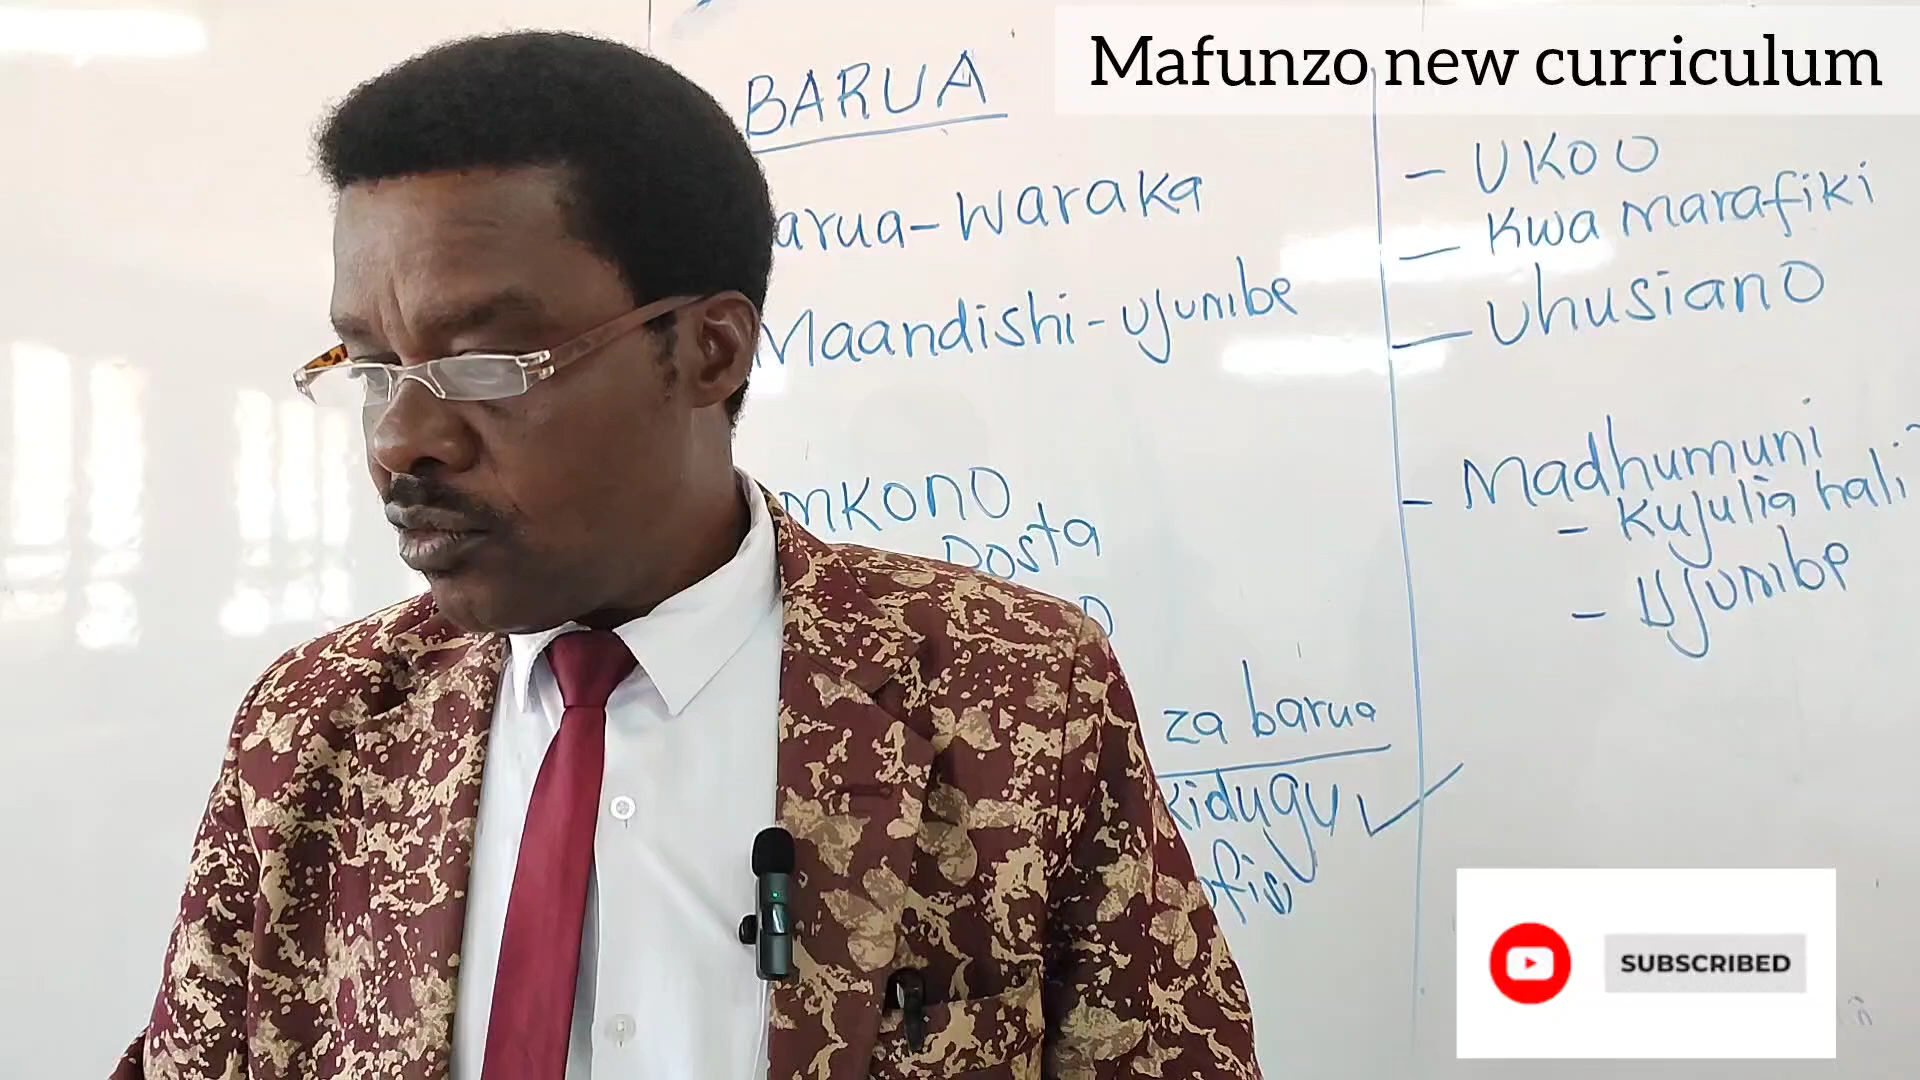 Mafunzo new curriculum
BARUA
arua - waraka
Maandishi - ujumbe
mkono
posta
za barua
kidugu ✓
ofisi
- UKOO
- Kwa marafiki
- Uhusiano
- Madhumuni
- Kujulia hali
- Ujumbe
SUBSCRIBED